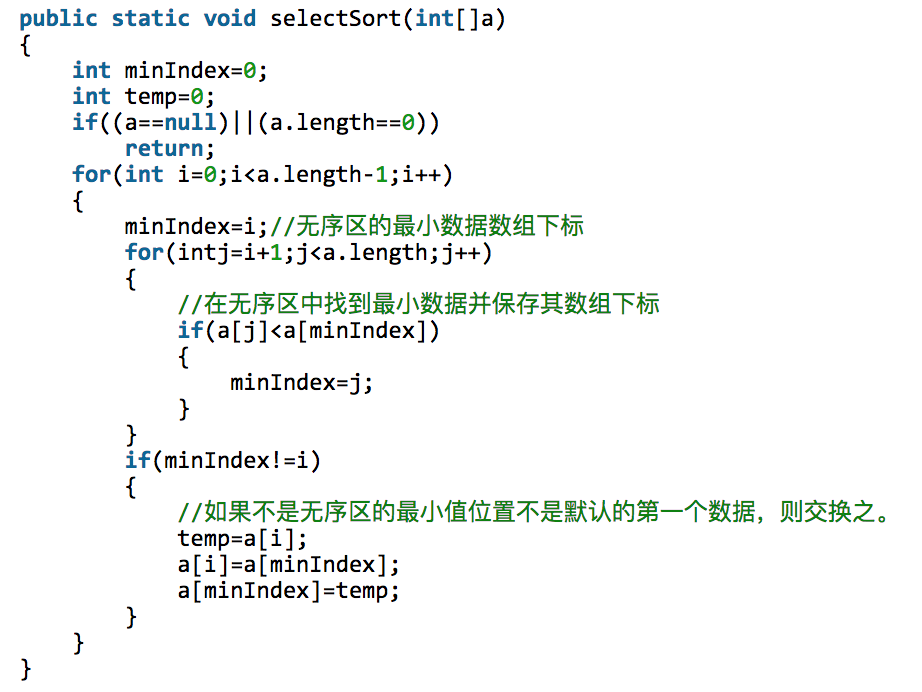 public static void selectSort(int[]a)
{
    int minIndex=0;
    int temp=0;
    if((a==null)||(a.length==0))
        return;
    for(int i=0;i<a.length-1;i++)
    {
        minIndex=i;//无序区的最小数据数组下标
        for(intj=i+1;j<a.length;j++)
        {
            //在无序区中找到最小数据并保存其数组下标
            if(a[j]<a[minIndex])
            {
                minIndex=j;
            }
        }
        if(minIndex!=i)
        {
            //如果不是无序区的最小值位置不是默认的第一个数据，则交换之。
            temp=a[i];
            a[i]=a[minIndex];
            a[minIndex]=temp;
        }
    }
}